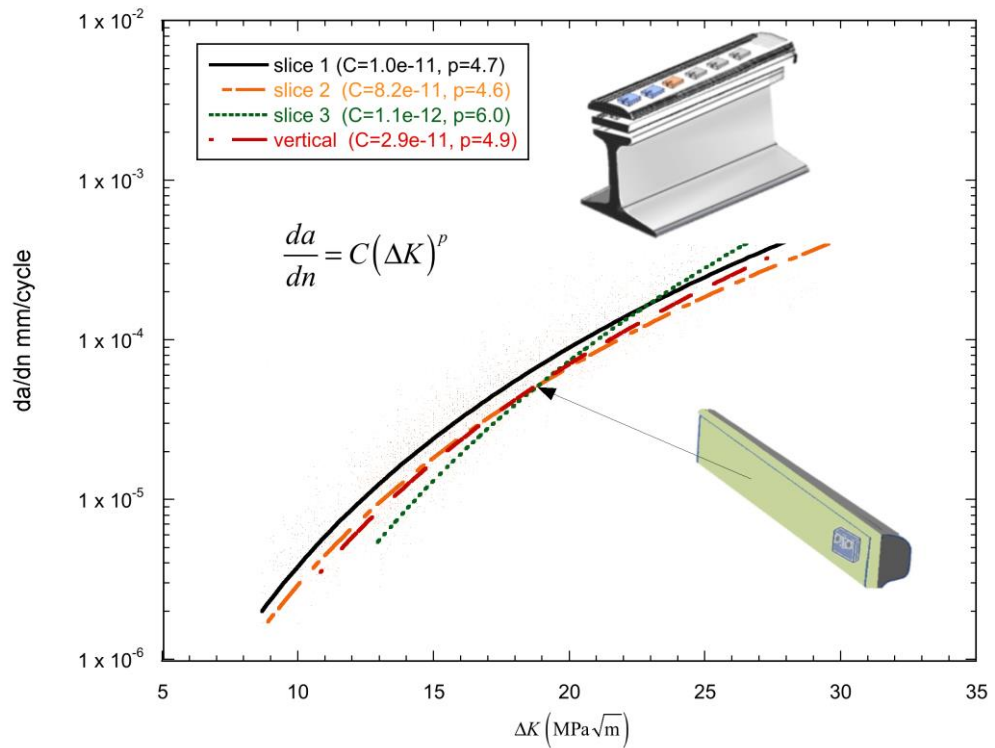 1 x 10⁻²
1 x 10⁻³
1 x 10⁻⁴
1 x 10⁻⁵
1 x 10⁻⁶
da/dn mm/cycle
slice 1 (C=1.0e-11, p=4.7)
slice 2 (C=8.2e-11, p=4.6)
slice 3 (C=1.1e-12, p=6.0)
vertical (C=2.9e-11, p=4.9)
da/dn = C(ΔK)ᵖ
5 10 15 20 25 30 35
ΔK (MPa√m)